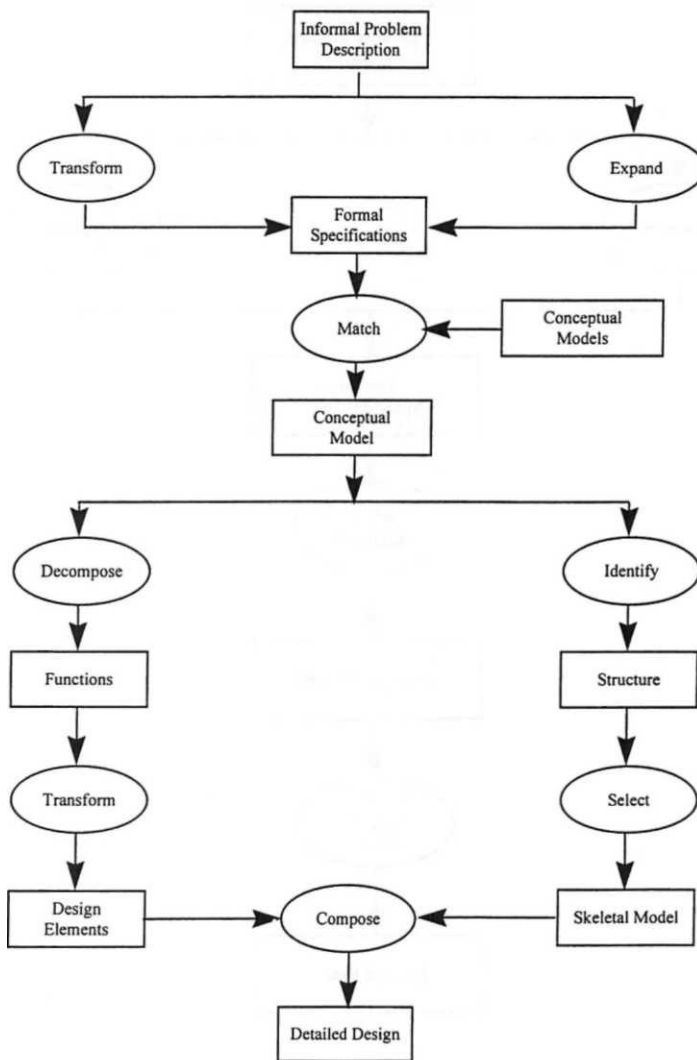 Informal Problem
Description
Transform
Expand
Formal
Specifications
Match
Conceptual
Models
Conceptual
Model
Decompose
Identify
Functions
Structure
Transform
Select
Design
Elements
Compose
Skeletal Model
Detailed Design